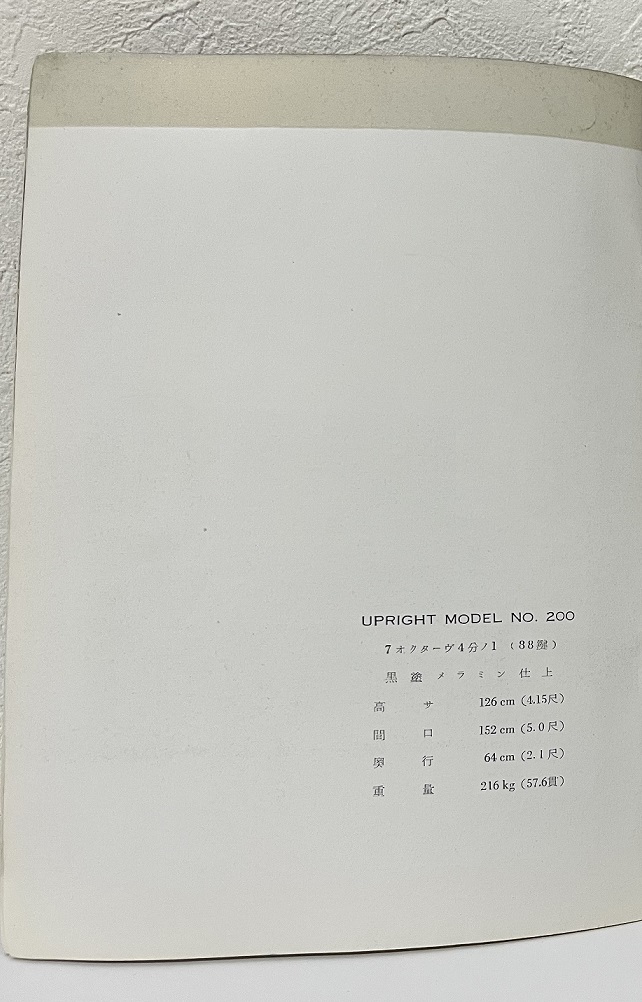 UPRIGHT MODEL NO. 200
7オクターヴ4分ノ1 (88鍵)
黒塗メラミン仕上
高サ 126 cm (4.15尺)
間口 152 cm (5.0尺)
奥行 64 cm (2.1尺)
重量 216 kg (57.6貫)